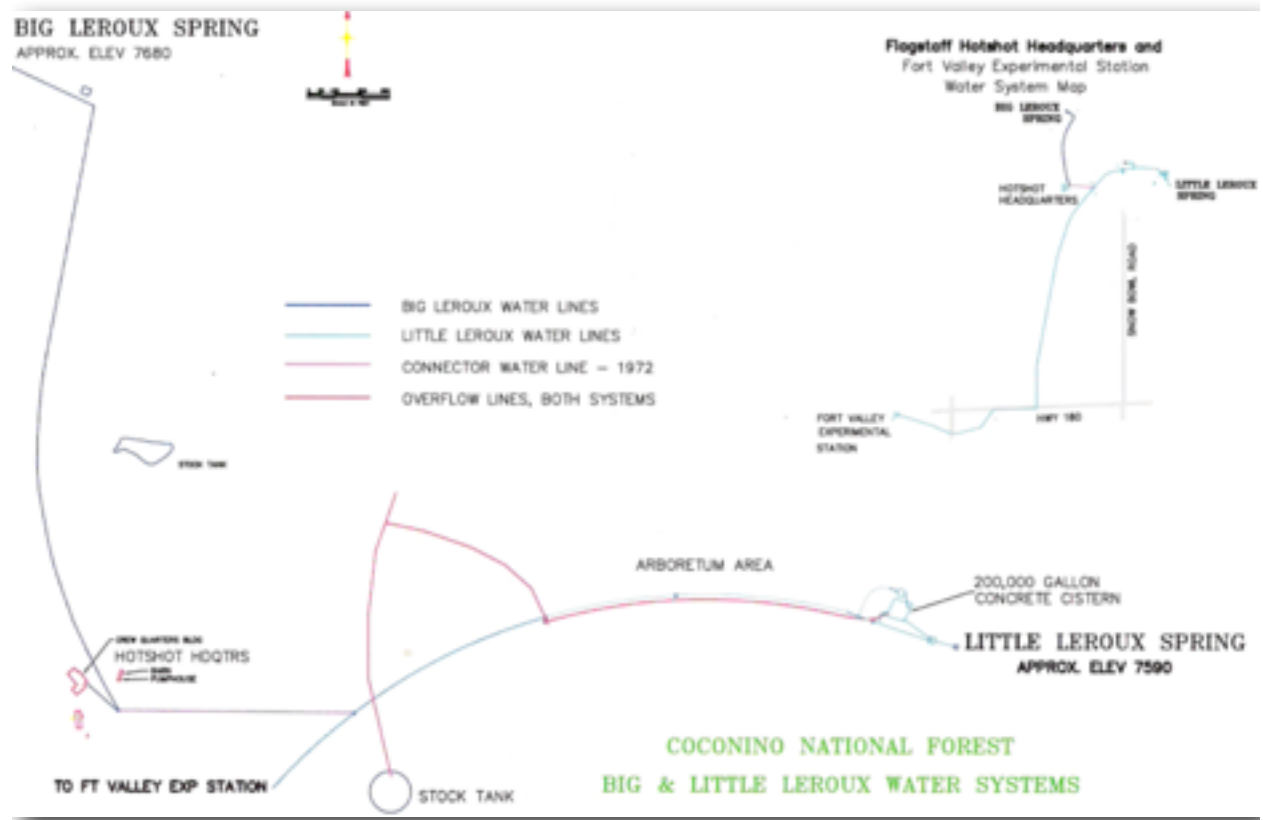 BIG LEROUX SPRING
APPROX. ELEV 7680
Flagstaff Hotshot Headquarters and
Fort Valley Experimental Station
Water System Map
BIG LEROUX
SPRING
HOTSHOT
HEADQUARTERS
LITTLE LEROUX
SPRING
SNOW BOWL ROAD
HWY 180
FORT VALLEY
EXPERIMENTAL
STATION
BIG LEROUX WATER LINES
LITTLE LEROUX WATER LINES
CONNECTOR WATER LINE – 1972
OVERFLOW LINES, BOTH SYSTEMS
STOCK TANK
ARBORETUM AREA
200,000 GALLON
CONCRETE CISTERN
LITTLE LEROUX SPRING
APPROX. ELEV 7590
CREW QUARTERS BLDG
HOTSHOT HDQTRS
BARN
PUMPHOUSE
TO FT VALLEY EXP STATION
STOCK TANK
COCONINO NATIONAL FOREST
BIG & LITTLE LEROUX WATER SYSTEMS